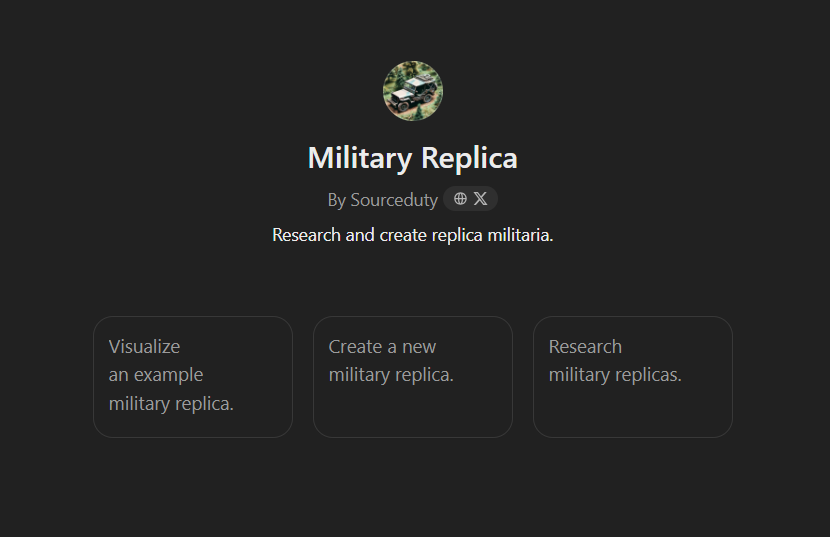 Military Replica
By Sourceduty
Research and create replica militaria.
Visualize
an example
military replica.
Create a new
military replica.
Research
military replicas.